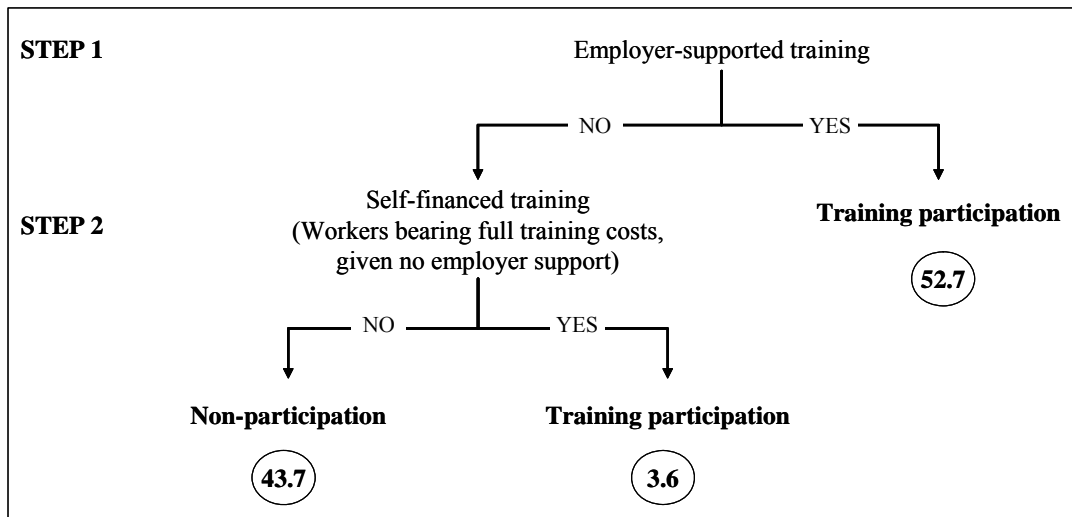 STEP 1
Employer-supported training
NO
YES
STEP 2
Self-financed training
(Workers bearing full training costs,
given no employer support)
Training participation
52.7
NO
YES
Non-participation
Training participation
43.7
3.6